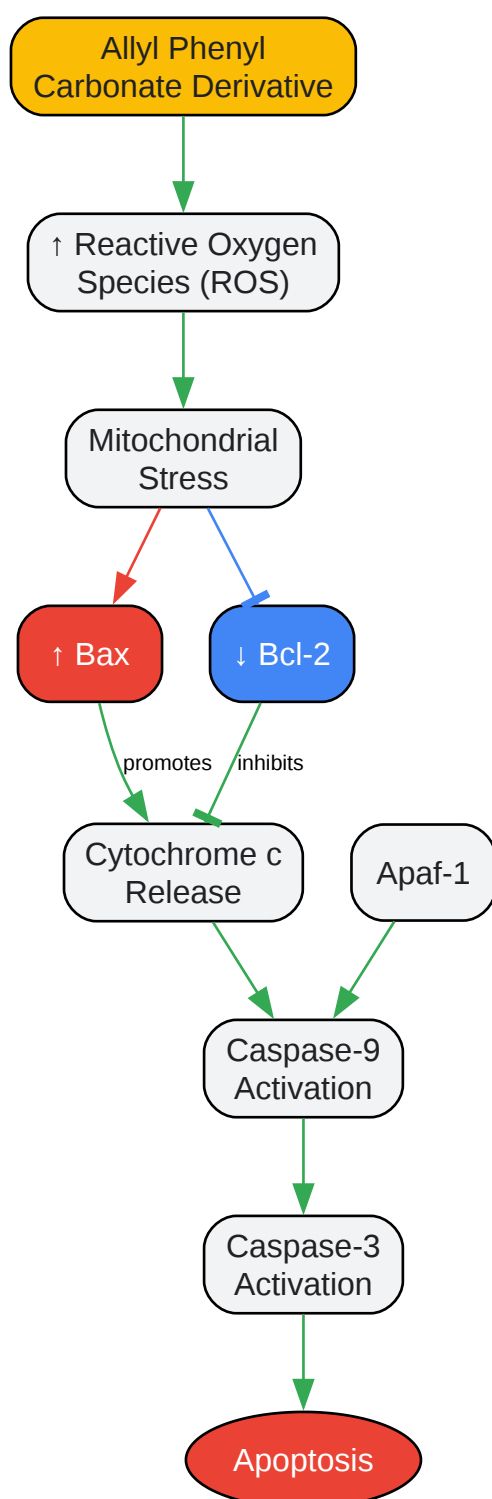 Allyl Phenyl
Carbonate Derivative
↑ Reactive Oxygen
Species (ROS)
Mitochondrial
Stress
↑ Bax
↓ Bcl-2
promotes
inhibits
Cytochrome c
Release
Apaf-1
Caspase-9
Activation
Caspase-3
Activation
Apoptosis